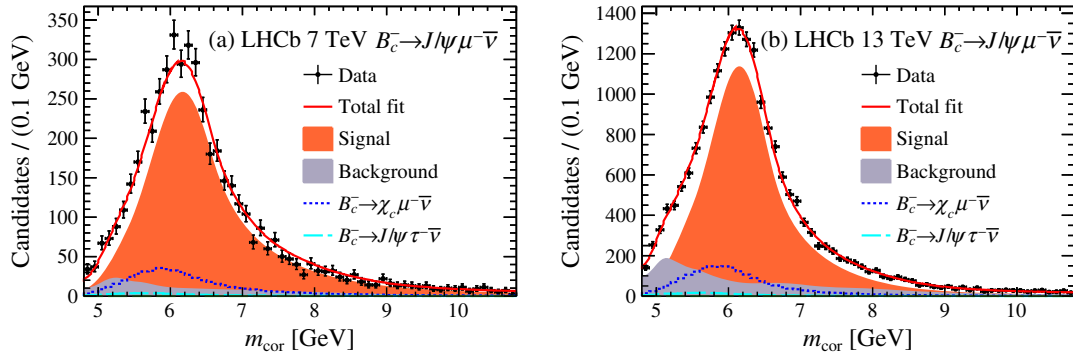 (a) LHCb 7 TeV B_c^-→J/ψ μ^-ν̄
Data
Total fit
Signal
Background
B_c^-→χ_c μ^-ν̄
B_c^-→J/ψ τ^-ν̄
Candidates / (0.1 GeV)
350
300
250
200
150
100
50
0
5 6 7 8 9 10
m_cor [GeV]
(b) LHCb 13 TeV B_c^-→J/ψ μ^-ν̄
Data
Total fit
Signal
Background
B_c^-→χ_c μ^-ν̄
B_c^-→J/ψ τ^-ν̄
Candidates / (0.1 GeV)
1400
1200
1000
800
600
400
200
0
5 6 7 8 9 10
m_cor [GeV]